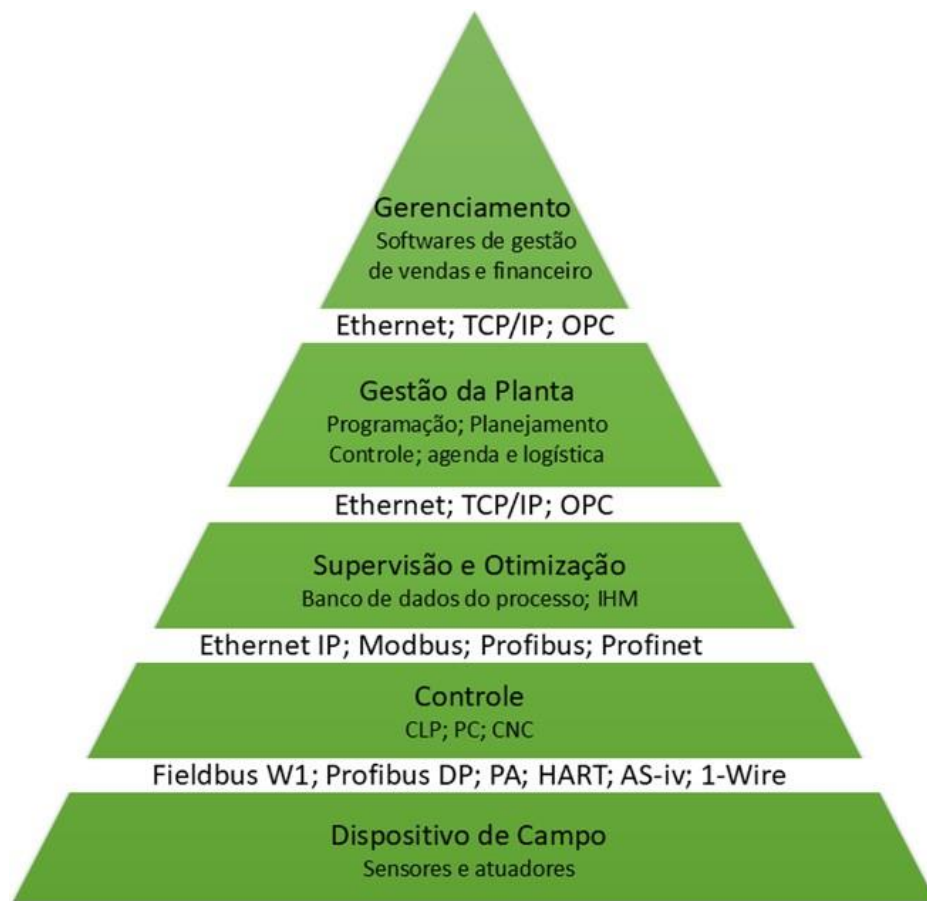 Gerenciamento
Softwares de gestão
de vendas e financeiro
Ethernet; TCP/IP; OPC
Gestão da Planta
Programação; Planejamento
Controle; agenda e logística
Ethernet; TCP/IP; OPC
Supervisão e Otimização
Banco de dados do processo; IHM
Ethernet IP; Modbus; Profibus; Profinet
Controle
CLP; PC; CNC
Fieldbus W1; Profibus DP; PA; HART; AS-iv; 1-Wire
Dispositivo de Campo
Sensores e atuadores